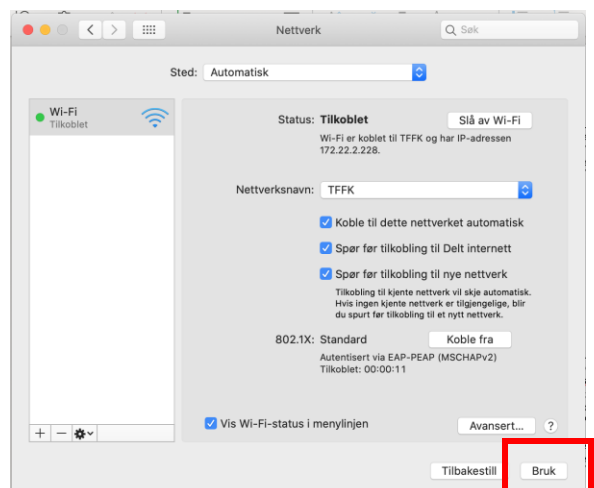 Nettverk
Søk
Sted: Automatisk
Wi-Fi
Tilkoblet
Status: Tilkoblet
Slå av Wi-Fi
Wi-Fi er koblet til TFFK og har IP-adressen
172.22.2.228.
Nettverksnavn: TFFK
Koble til dette nettverket automatisk
Spør før tilkobling til Delt internett
Spør før tilkobling til nye nettverk
Tilkobling til kjente nettverk vil skje automatisk.
Hvis ingen kjente nettverk er tilgjengelige, blir
du spurt før tilkobling til et nytt nettverk.
802.1X: Standard
Koble fra
Autentisert via EAP-PEAP (MSCHAPv2)
Tilkoblet: 00:00:11
Vis Wi-Fi-status i menylinjen
Avansert...
?
Tilbakestill
Bruk